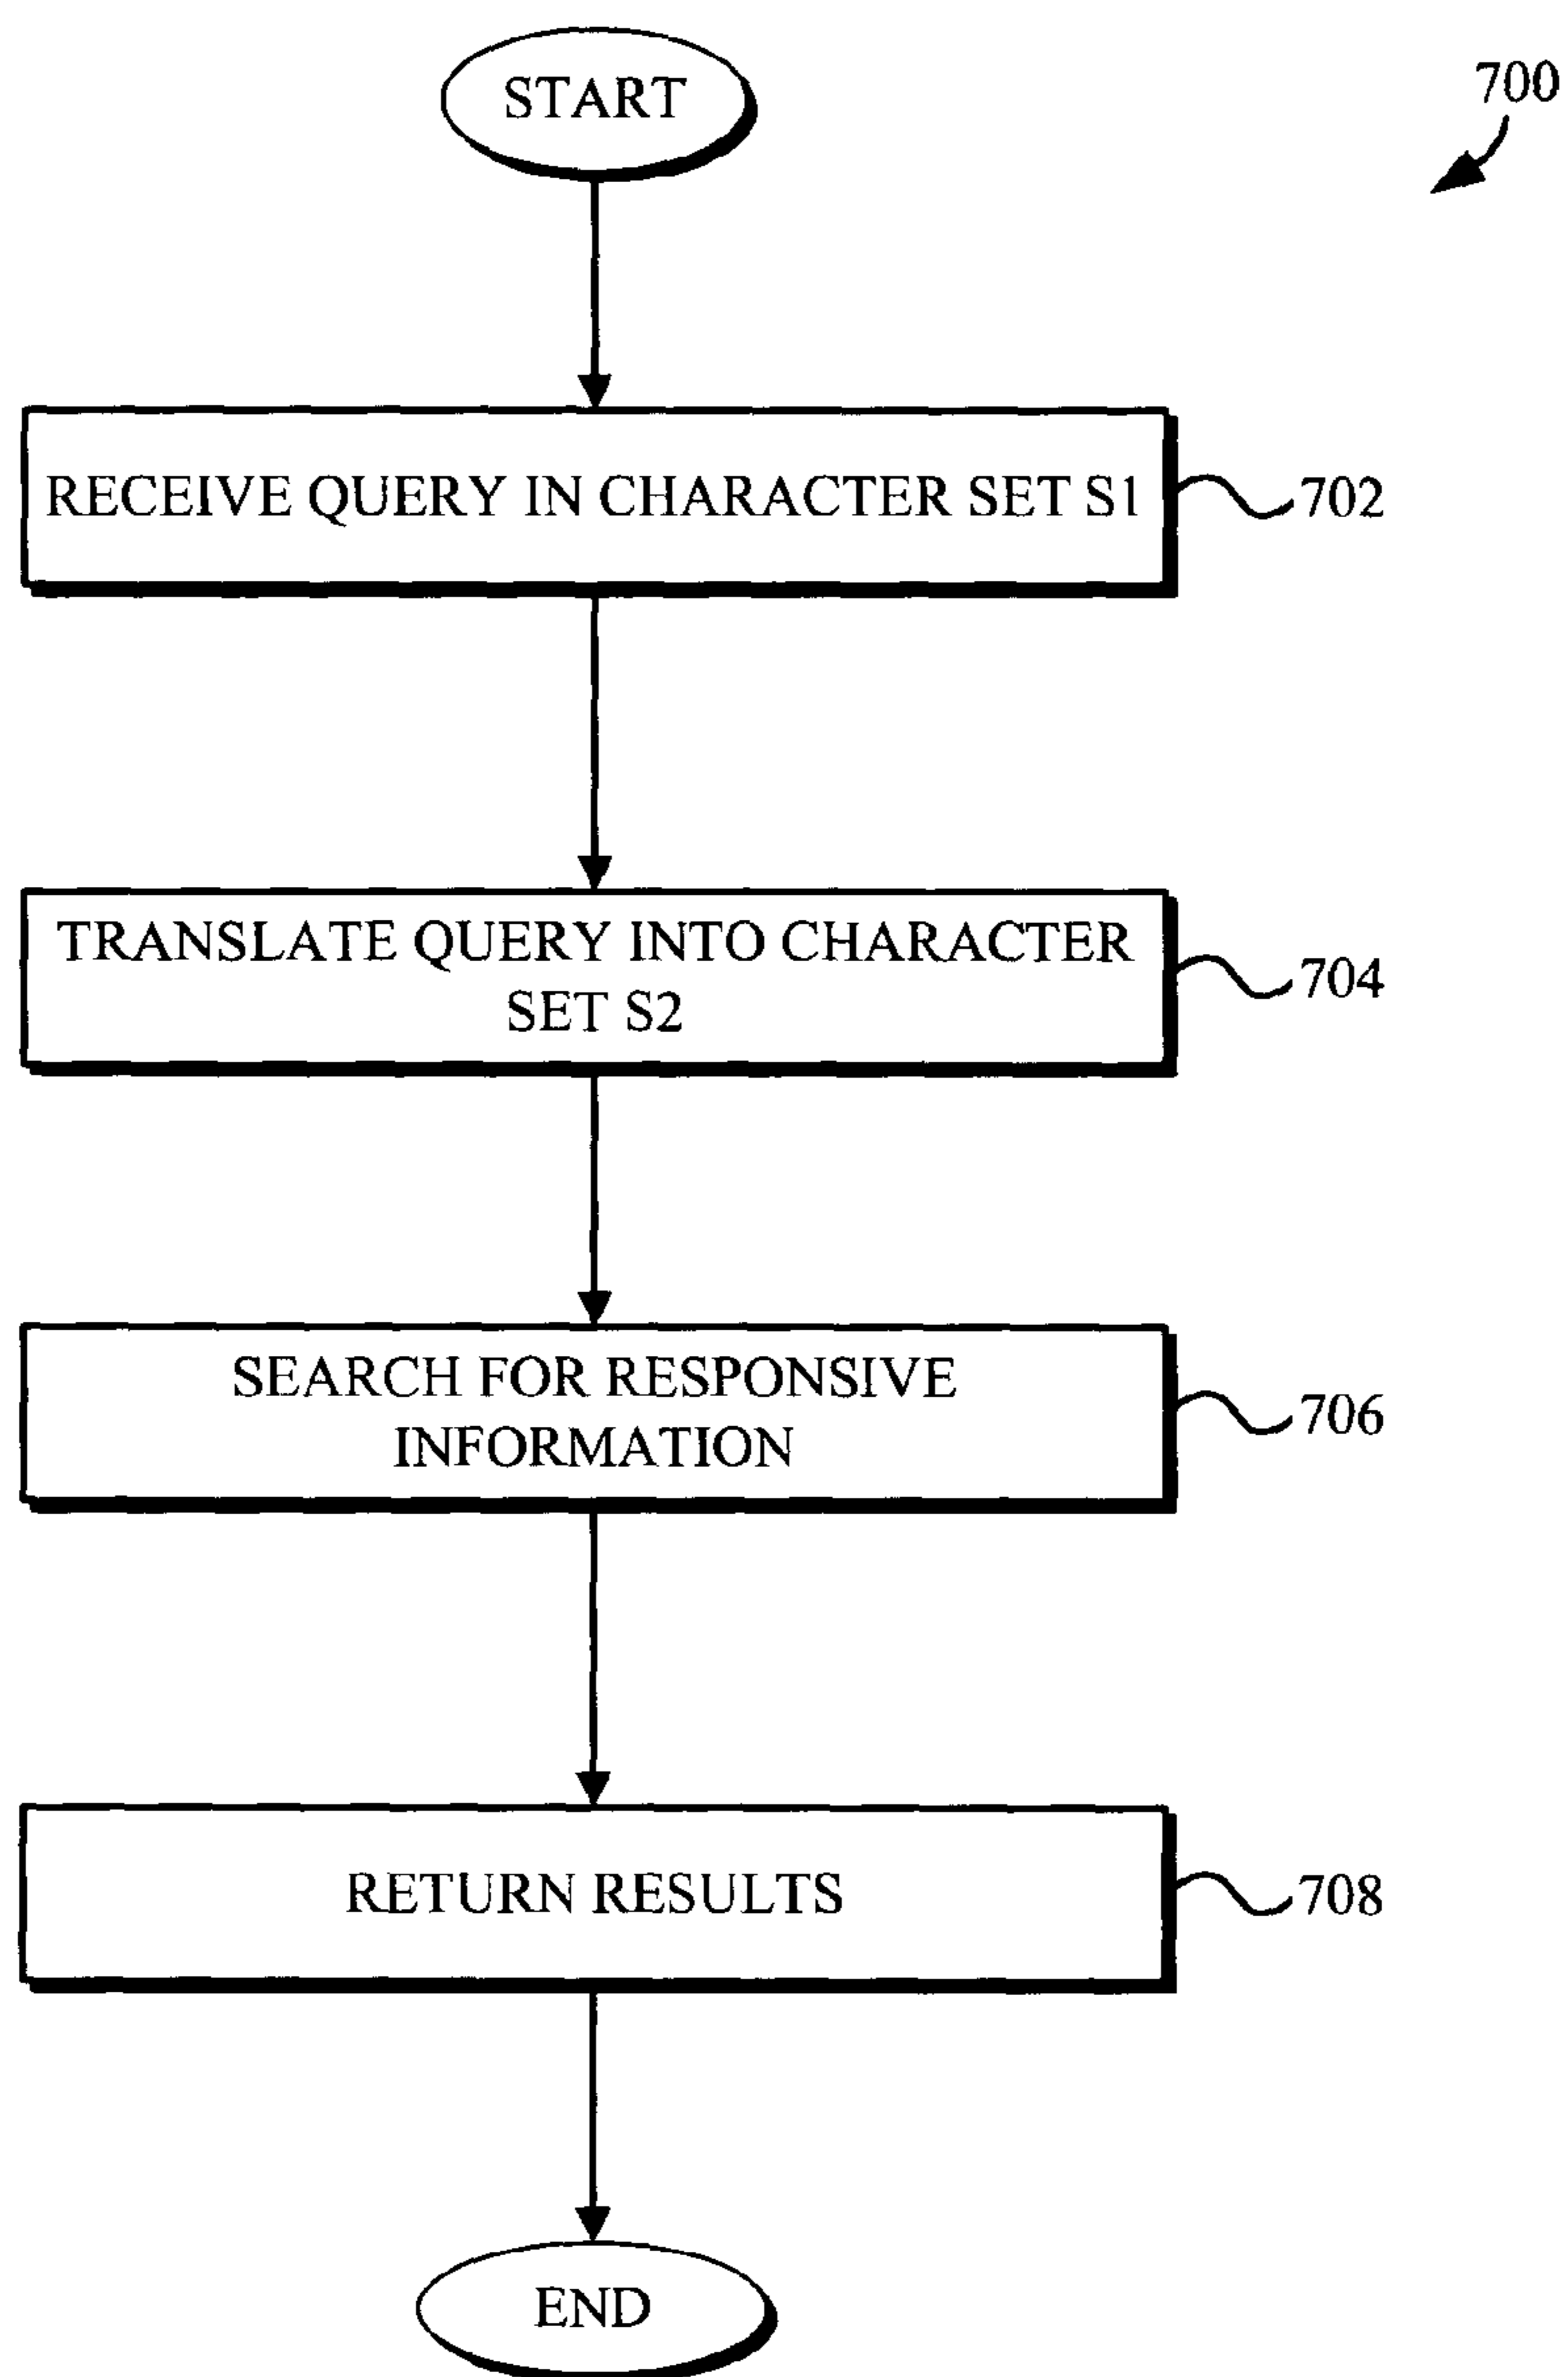 START
700
RECEIVE QUERY IN CHARACTER SET S1
702
TRANSLATE QUERY INTO CHARACTER
SET S2
704
SEARCH FOR RESPONSIVE
INFORMATION
706
RETURN RESULTS
708
END